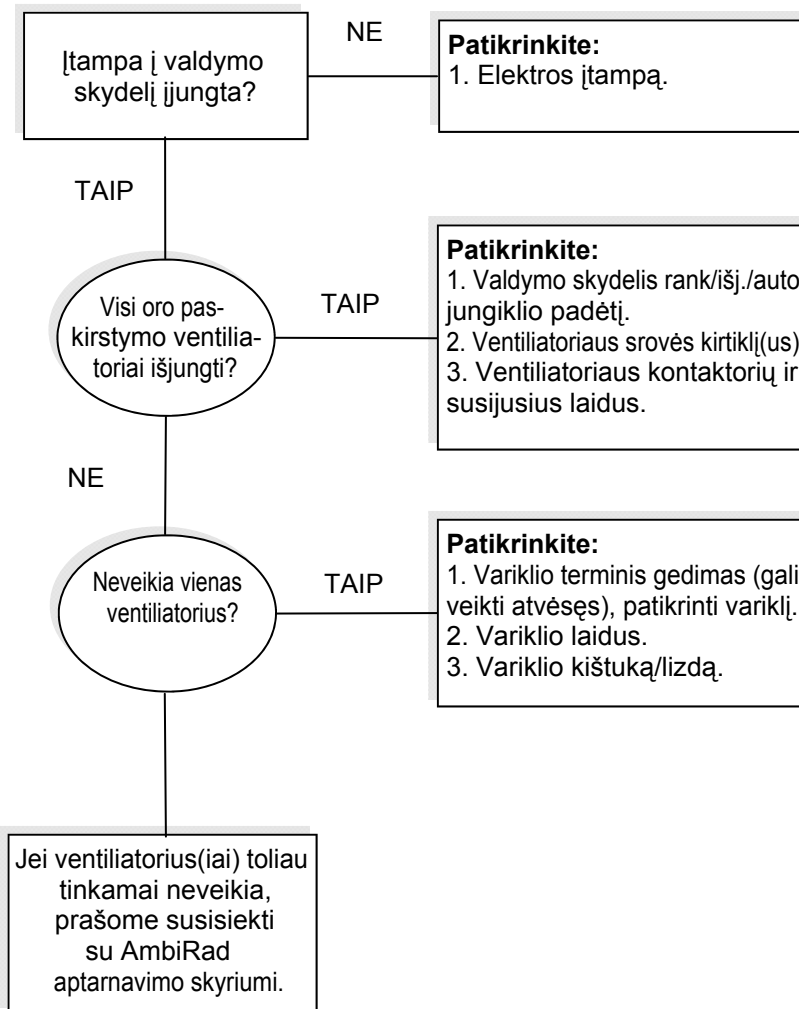 Įtampa į valdymo
skydelį įjungta?
NE
Patikrinkite:
1. Elektros įtampą.
TAIP
Visi oro pas-
kirstymo ventilia-
toriai išjungti?
TAIP
Patikrinkite:
1. Valdymo skydelis rank/išj./auto
jungiklio padėtį.
2. Ventiliatoriaus srovės kirtiklį(us)
3. Ventiliatoriaus kontaktorių ir
susijusius laidus.
NE
Neveikia vienas
ventiliatorius?
TAIP
Patikrinkite:
1. Variklio terminis gedimas (gali
veikti atvėsęs), patikrinti variklį.
2. Variklio laidus.
3. Variklio kištuką/lizdą.
Jei ventiliatorius(iai) toliau
tinkamai neveikia,
prašome susisiekti
su AmbiRad
aptarnavimo skyriumi.